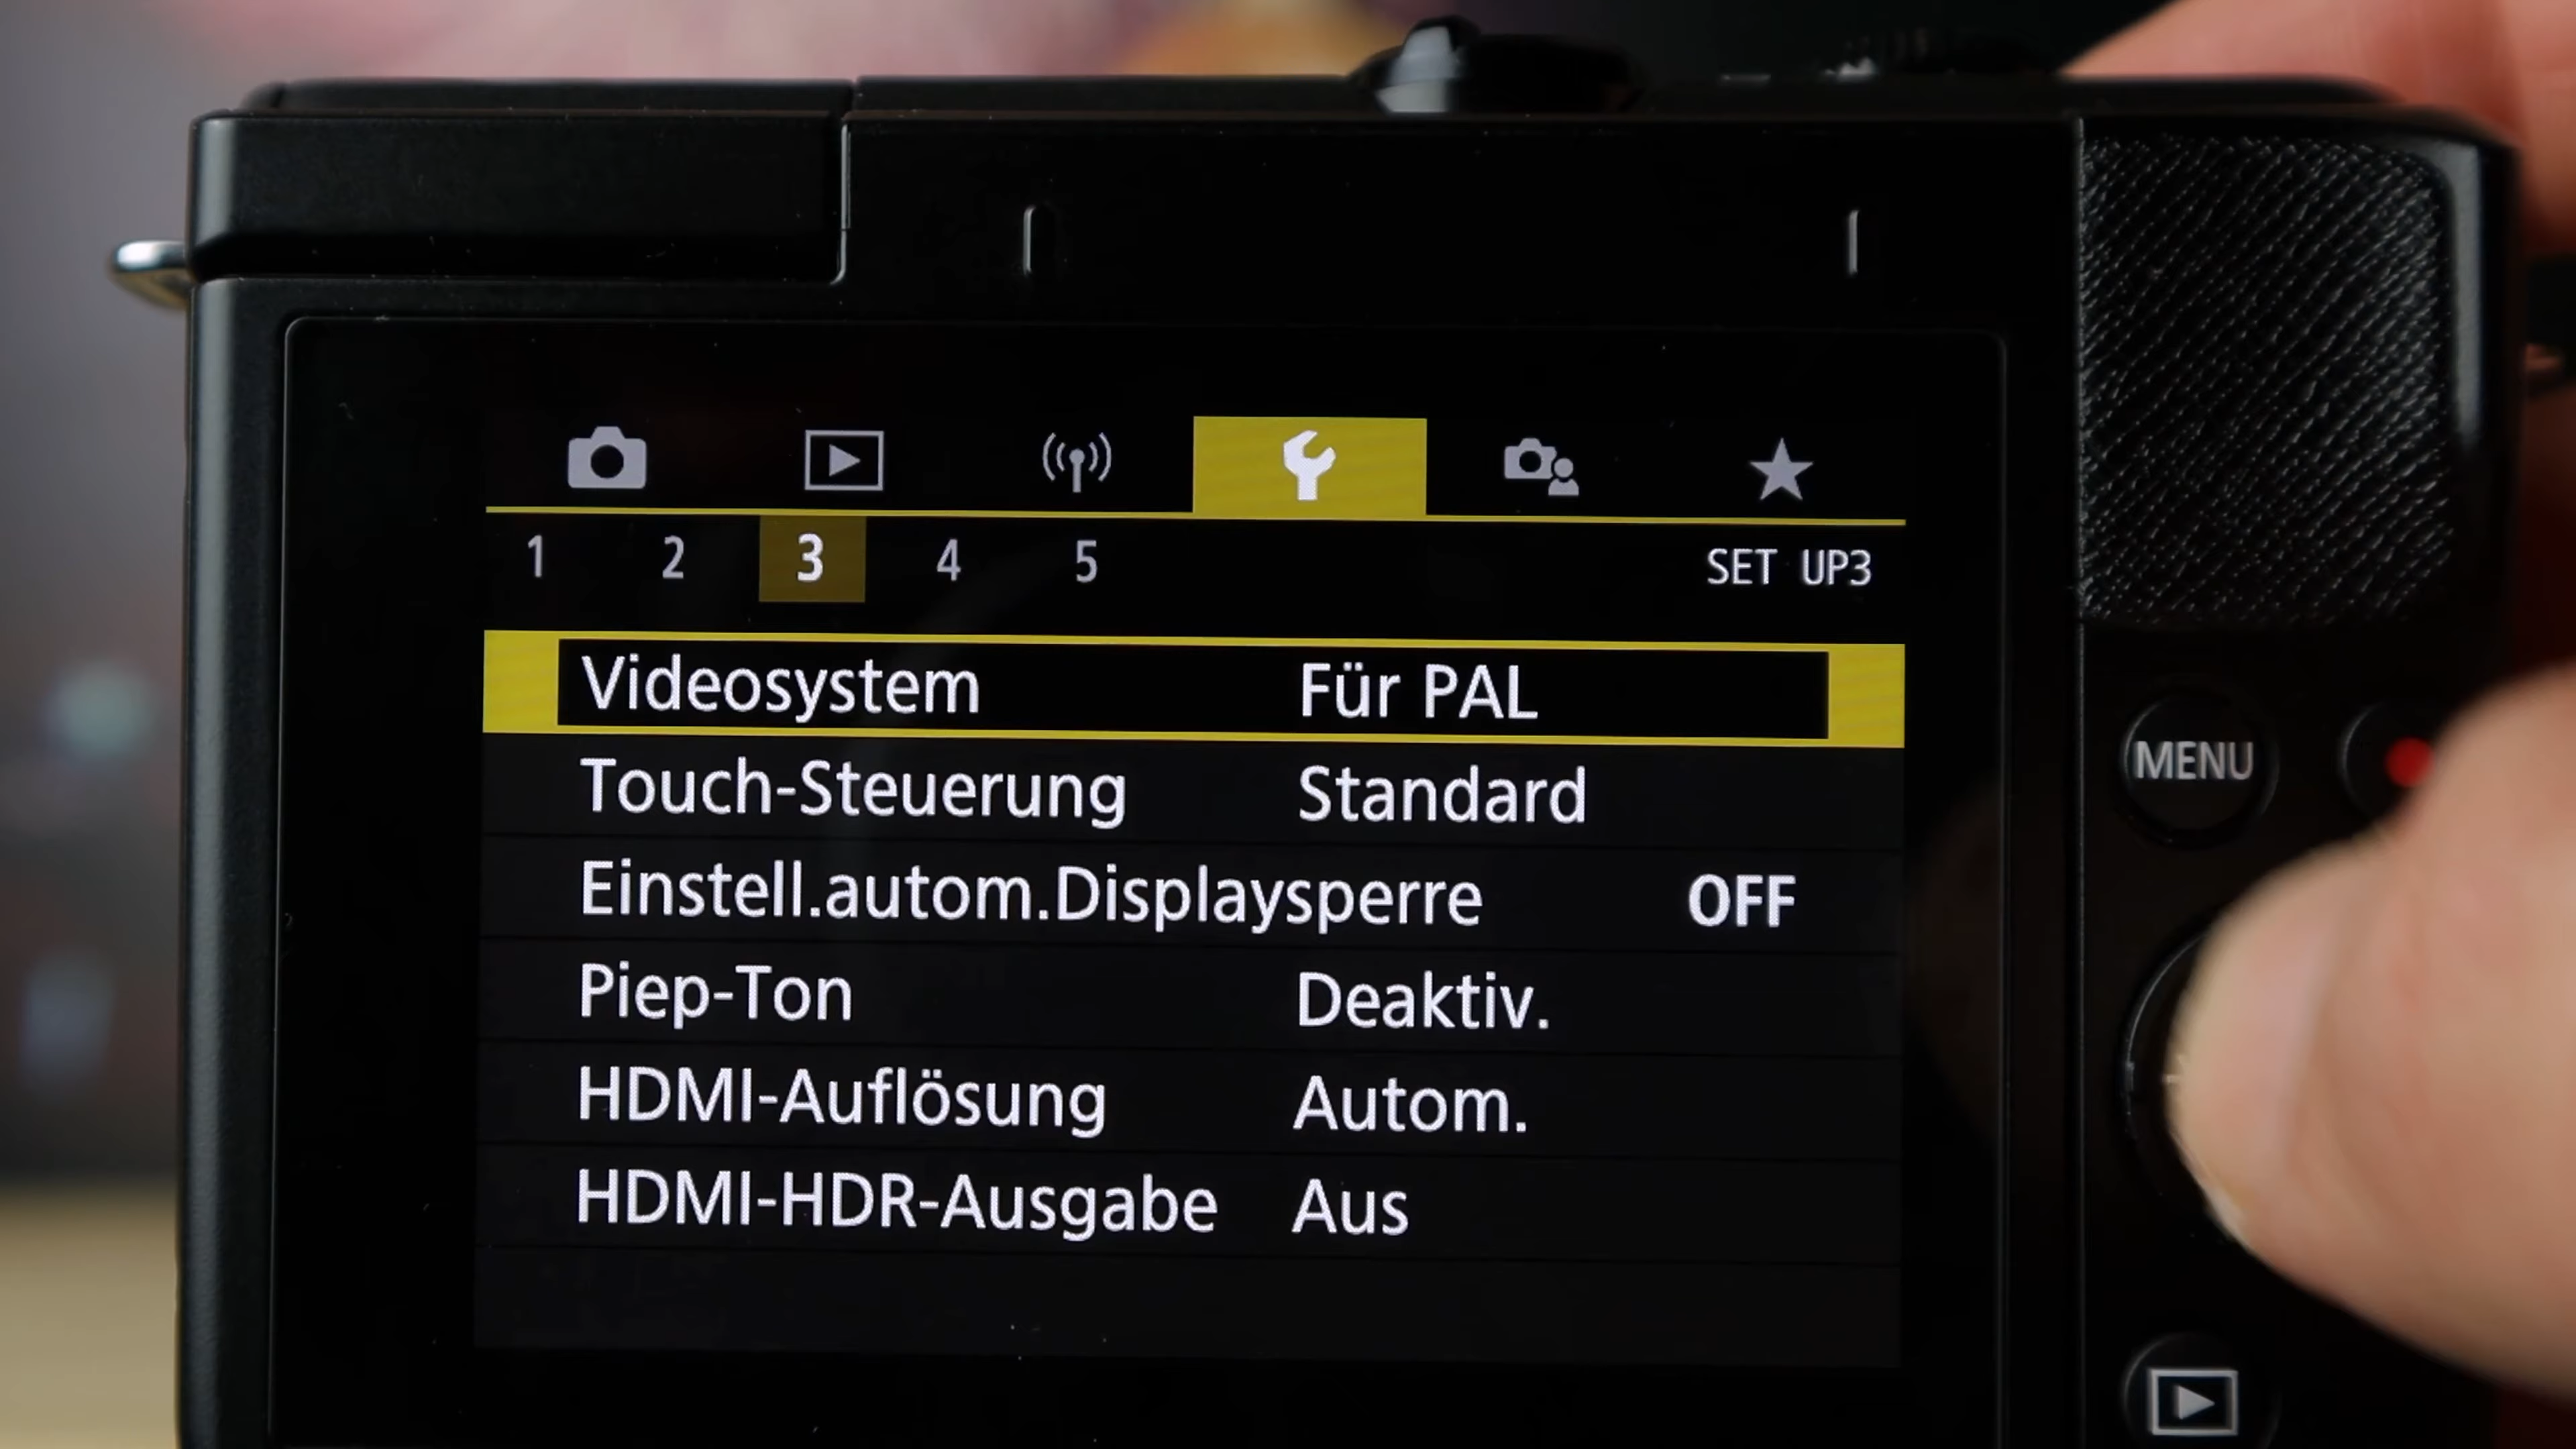 1 2 3 4 5 SET UP3
Videosystem Für PAL
Touch-Steuerung Standard
Einstell.autom.Displaysperre OFF
Piep-Ton Deaktiv.
HDMI-Auflösung Autom.
HDMI-HDR-Ausgabe Aus
MENU